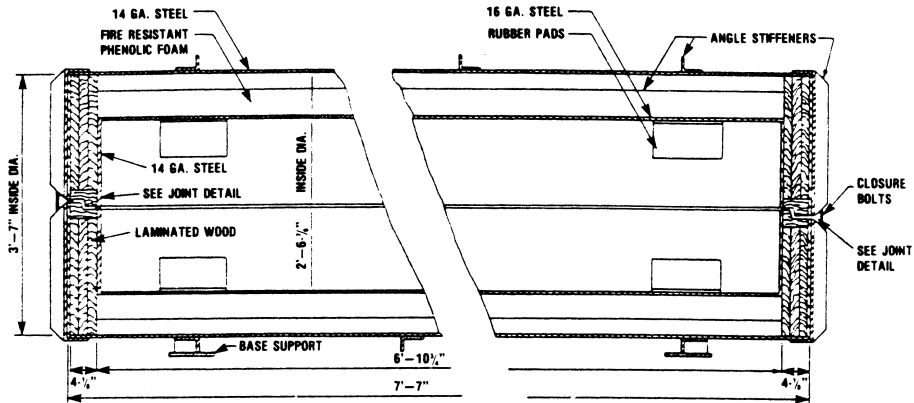 14 GA. STEEL
FIRE RESISTANT
PHENOLIC FOAM
16 GA. STEEL
RUBBER PADS
ANGLE STIFFENERS
3'-7" INSIDE DIA.
14 GA. STEEL
SEE JOINT DETAIL
LAMINATED WOOD
2'-6-¼" INSIDE DIA.
CLOSURE
BOLTS
SEE JOINT
DETAIL
BASE SUPPORT
6'-10¾"
4-⅛"
4-⅛"
7'-7"